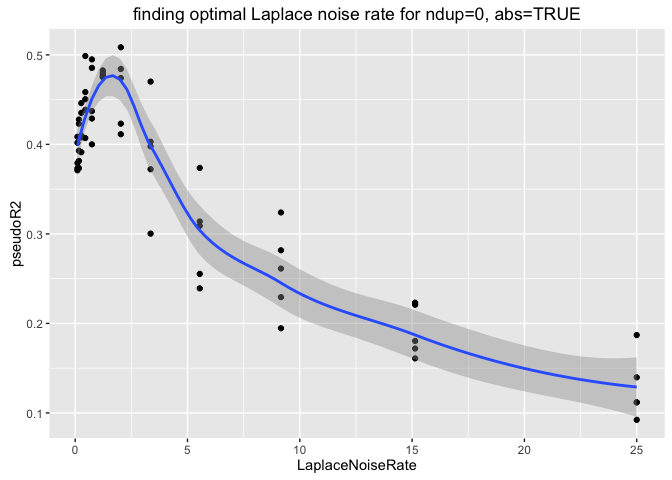 finding optimal Laplace noise rate for ndup=0, abs=TRUE
0.5
0.4
0.3
0.2
0.1
pseudoR2
0 5 10 15 20 25
LaplaceNoiseRate